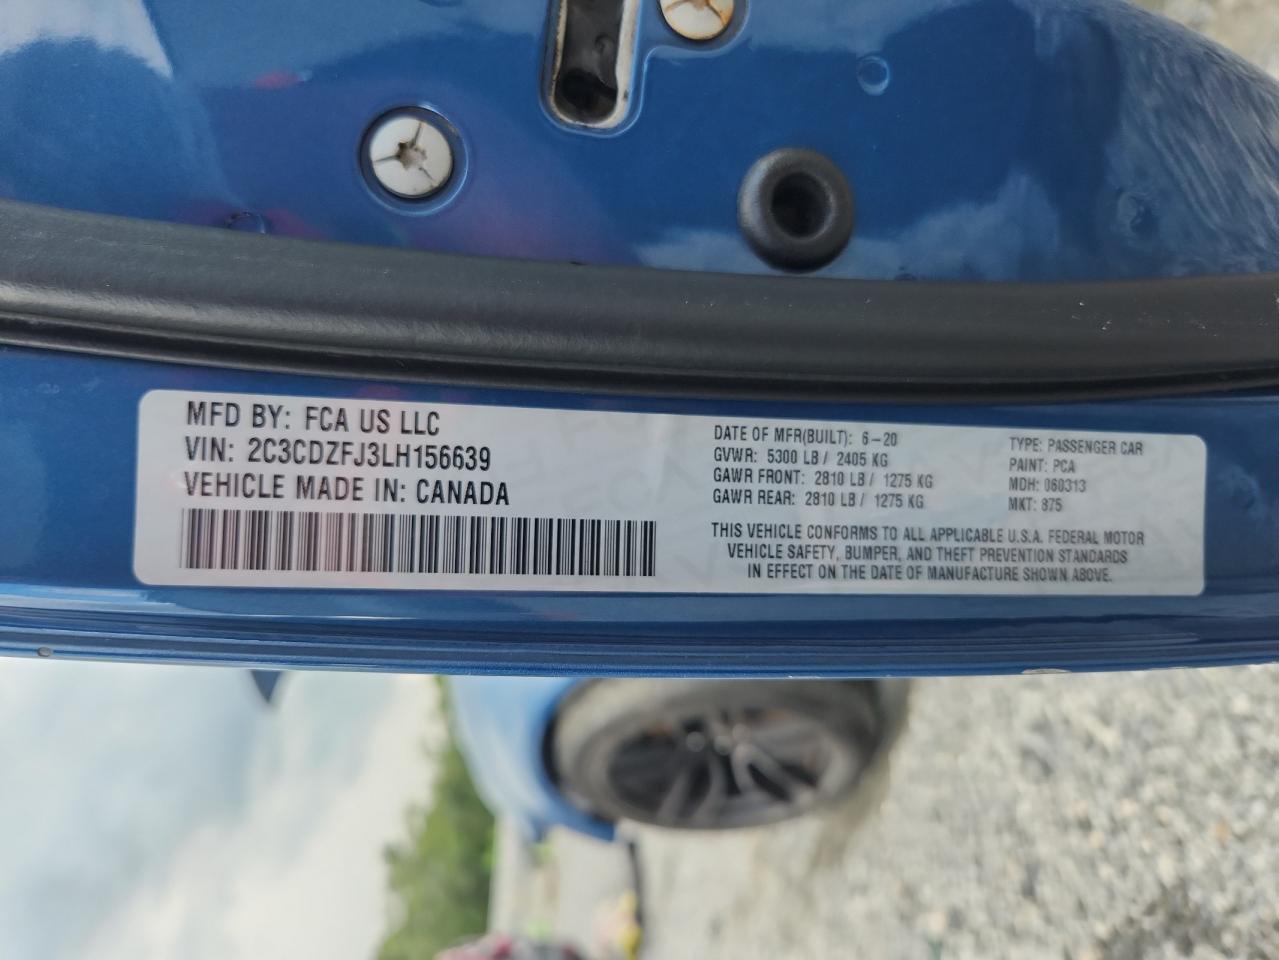 MFD BY: FCA US LLC
VIN: 2C3CDZFJ3LH156639
VEHICLE MADE IN: CANADA
DATE OF MFR(BUILT): 6-20
GVWR: 5300 LB / 2405 KG
GAWR FRONT: 2810 LB / 1275 KG
GAWR REAR: 2810 LB / 1275 KG
TYPE: PASSENGER CAR
PAINT: PCA
MDH: 060313
MKT: 875
THIS VEHICLE CONFORMS TO ALL APPLICABLE U.S.A. FEDERAL MOTOR
VEHICLE SAFETY, BUMPER, AND THEFT PREVENTION STANDARDS
IN EFFECT ON THE DATE OF MANUFACTURE SHOWN ABOVE.